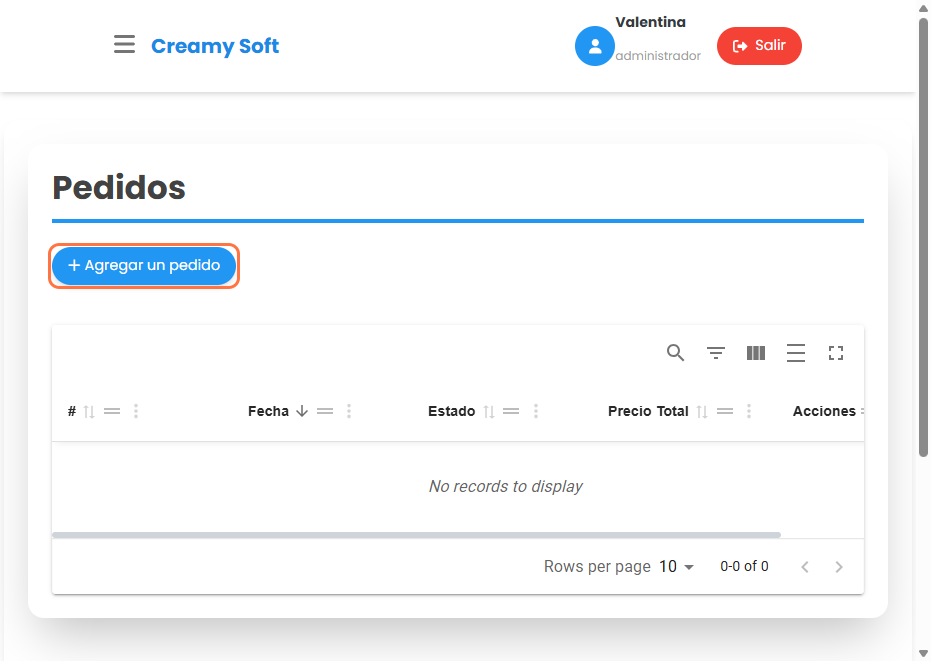 Valentina
Creamy Soft
administrador
Salir
Pedidos
+ Agregar un pedido
# Fecha Estado Precio Total Acciones
No records to display
Rows per page 10 0-0 of 0